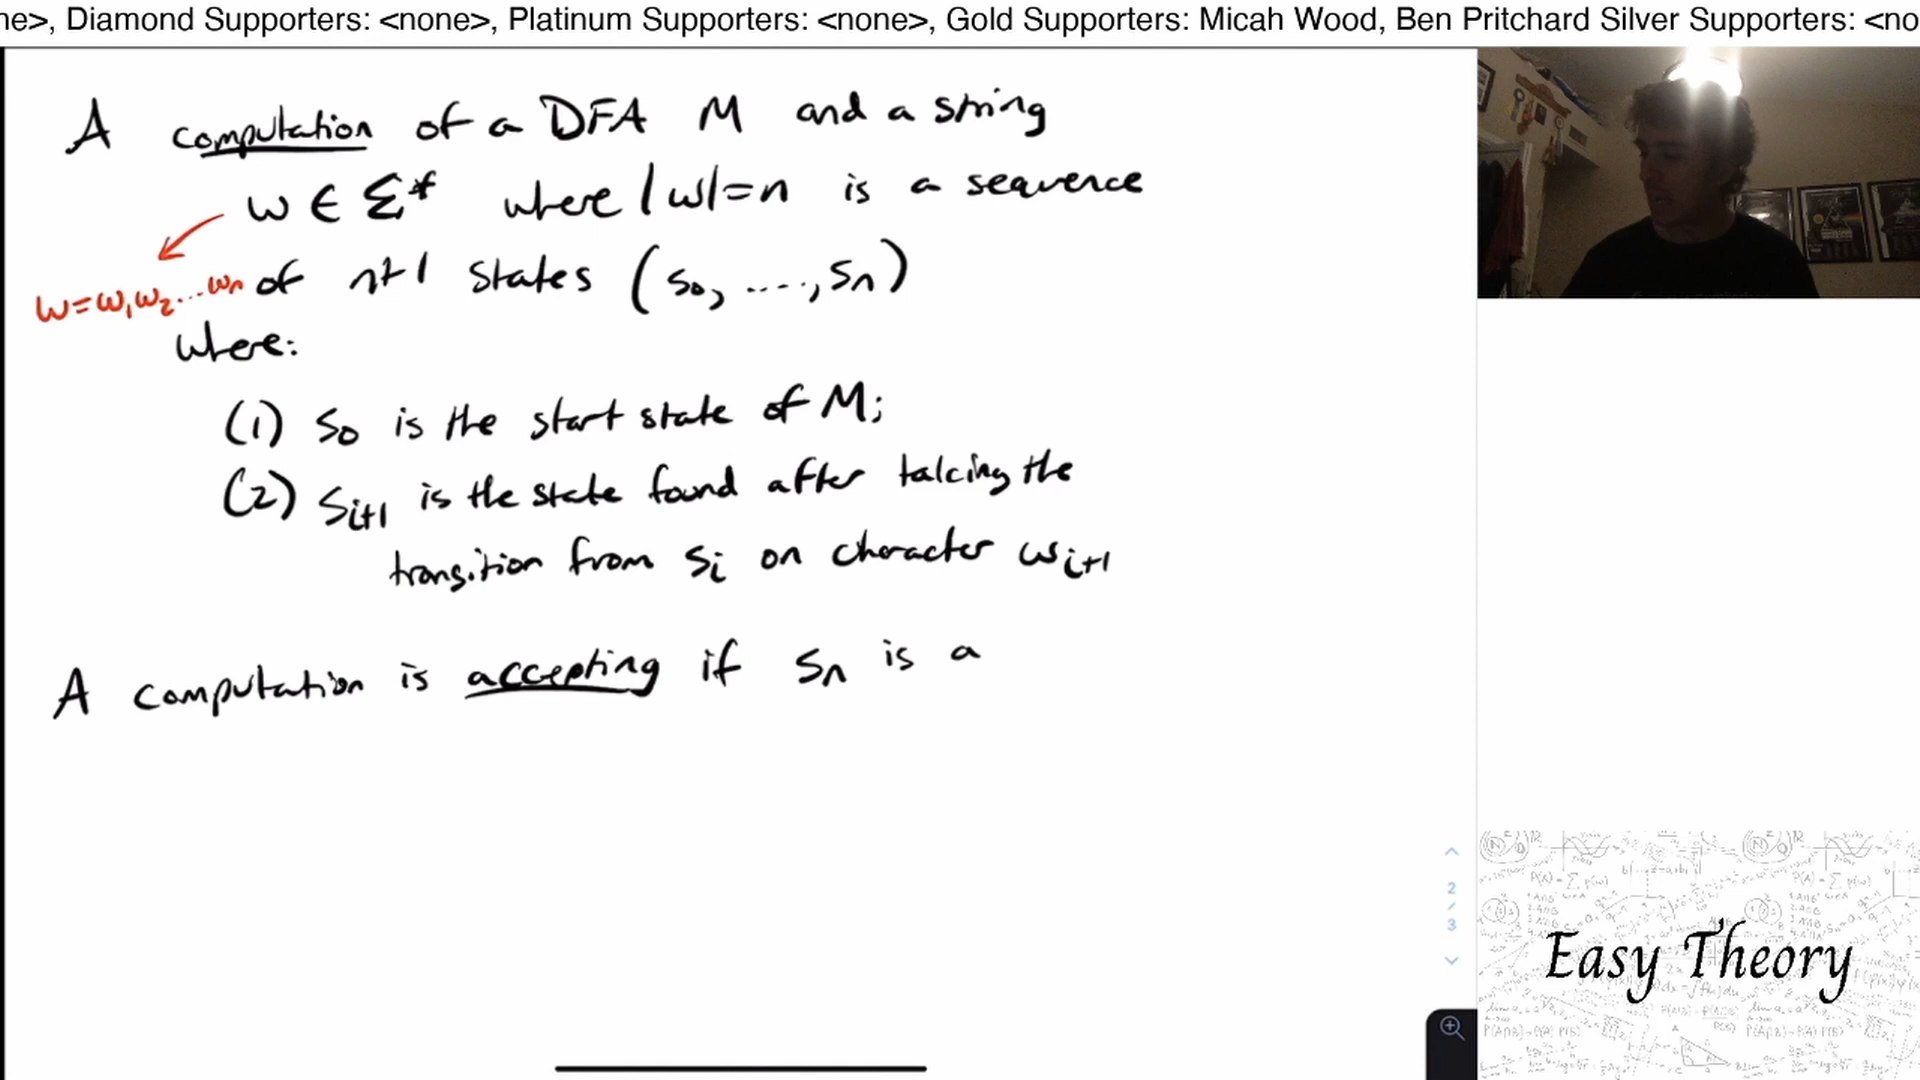 ne>, Diamond Supporters: <none>, Platinum Supporters: <none>, Gold Supporters: Micah Wood, Ben Pritchard Silver Supporters: <no
A computation of a DFA M and a string
w ∈ Σ* where |w|=n is a sequence
w=w₁w₂...wₙ of n+1 states (s₀, ...., sₙ)
where:
(1) s₀ is the start state of M;
(2) sᵢ₊₁ is the state found after taking the
transition from sᵢ on character wᵢ₊₁
A computation is accepting if sₙ is a
2
3
Easy Theory